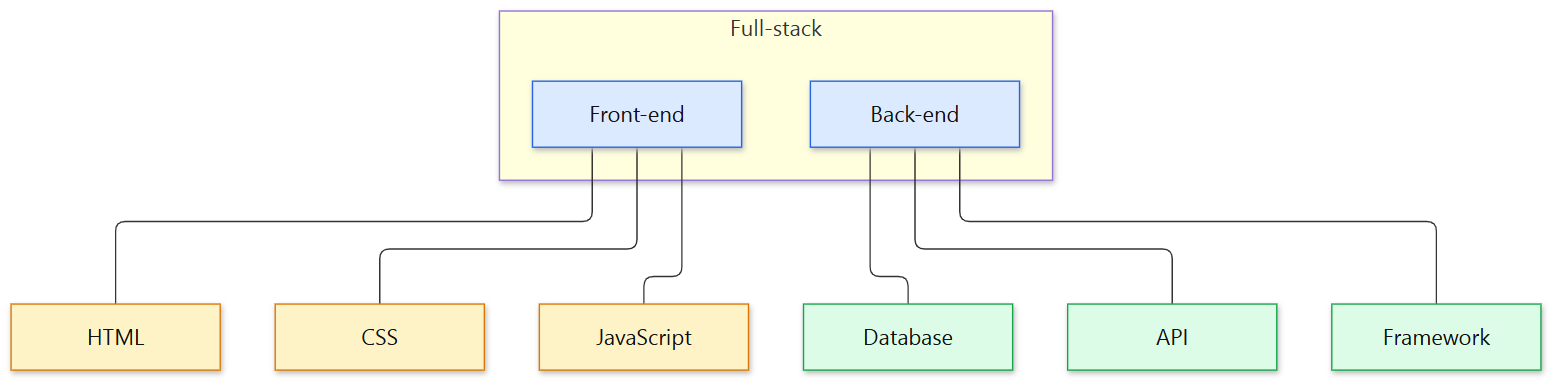 Full-stack
Front-end
Back-end
HTML
CSS
JavaScript
Database
API
Framework